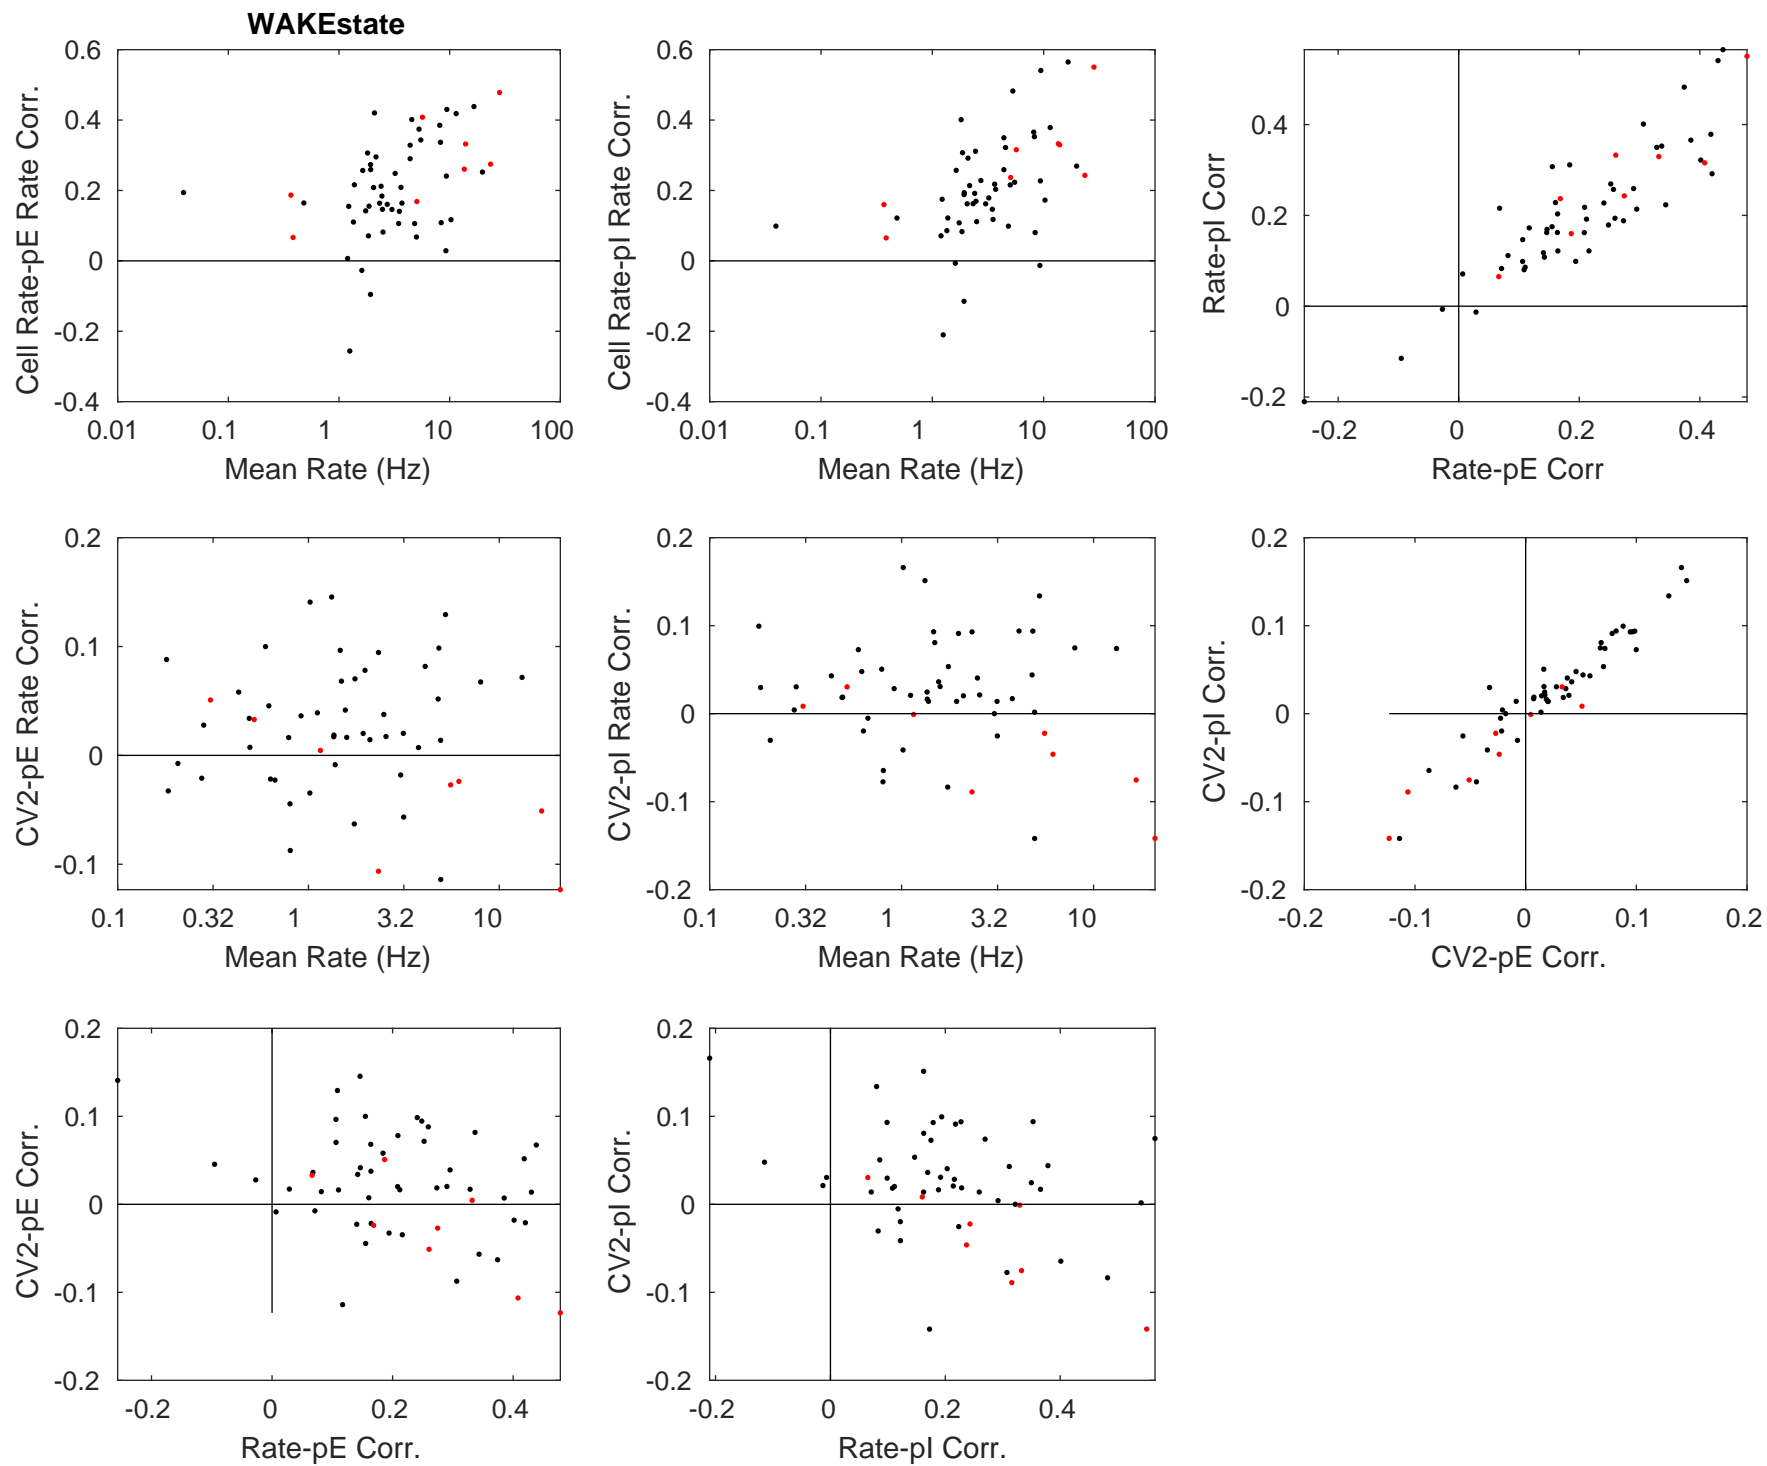 WAKEstate
0.6
0.4
0.2
0
-0.2
-0.4
0.01 0.1 1 10 100
Mean Rate (Hz)
Cell Rate-pE Rate Corr.
0.6
0.4
0.2
0
-0.2
-0.4
0.01 0.1 1 10 100
Mean Rate (Hz)
Cell Rate-pI Rate Corr.
0.4
0.2
0
-0.2
-0.2 0 0.2 0.4
Rate-pE Corr
Rate-pI Corr
0.2
0.1
0
-0.1
0.1 0.32 1 3.2 10
Mean Rate (Hz)
CV2-pE Rate Corr.
0.2
0.1
0
-0.1
-0.2
0.1 0.32 1 3.2 10
Mean Rate (Hz)
CV2-pI Rate Corr.
0.2
0.1
0
-0.1
-0.2
-0.2 -0.1 0 0.1 0.2
CV2-pE Corr.
CV2-pI Corr.
0.2
0.1
0
-0.1
-0.2
-0.2 0 0.2 0.4
Rate-pE Corr.
CV2-pE Corr.
0.2
0.1
0
-0.1
-0.2
-0.2 0 0.2 0.4
Rate-pI Corr.
CV2-pI Corr.